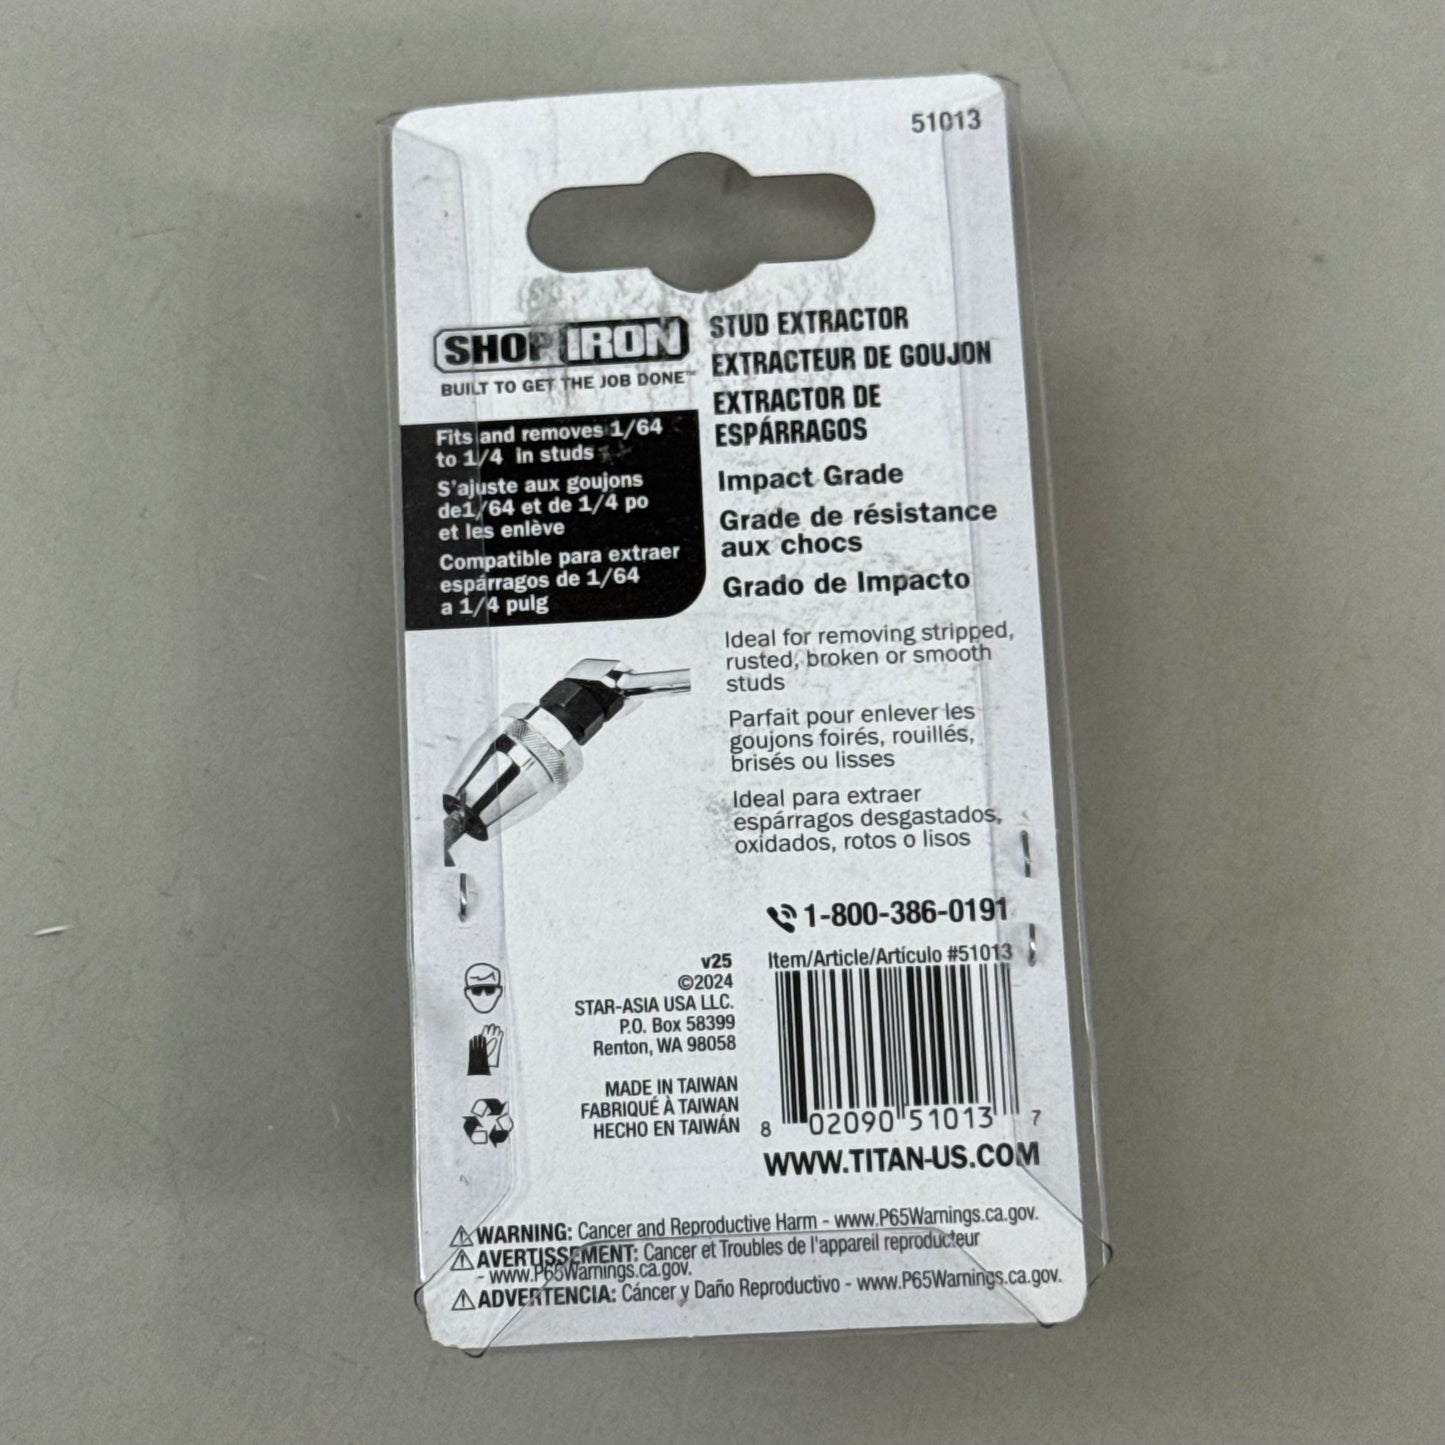 51013
SHOP IRON
BUILT TO GET THE JOB DONE™
Fits and removes 1/64
to 1/4 in studs
S'ajuste aux goujons
de1/64 et de 1/4 po
et les enlève
Compatible para extraer
espárragos de 1/64
a 1/4 pulg
STUD EXTRACTOR
EXTRACTEUR DE GOUJON
EXTRACTOR DE
ESPÁRRAGOS
Impact Grade
Grade de résistance
aux chocs
Grado de Impacto
Ideal for removing stripped,
rusted, broken or smooth
studs
Parfait pour enlever les
goujons foirés, rouillés,
brisés ou lisses
Ideal para extraer
espárragos desgastados,
oxidados, rotos o lisos
1-800-386-0191
v25
©2024
STAR-ASIA USA LLC.
P.O. Box 58399
Renton, WA 98058
MADE IN TAIWAN
FABRIQUÉ À TAIWAN
HECHO EN TAIWÁN
Item/Article/Artículo #51013
8 02090 51013 7
WWW.TITAN-US.COM
⚠WARNING: Cancer and Reproductive Harm - www.P65Warnings.ca.gov.
⚠AVERTISSEMENT: Cancer et Troubles de l'appareil reproducteur
- www.P65Warnings.ca.gov.
⚠ADVERTENCIA: Cáncer y Daño Reproductivo - www.P65Warnings.ca.gov.